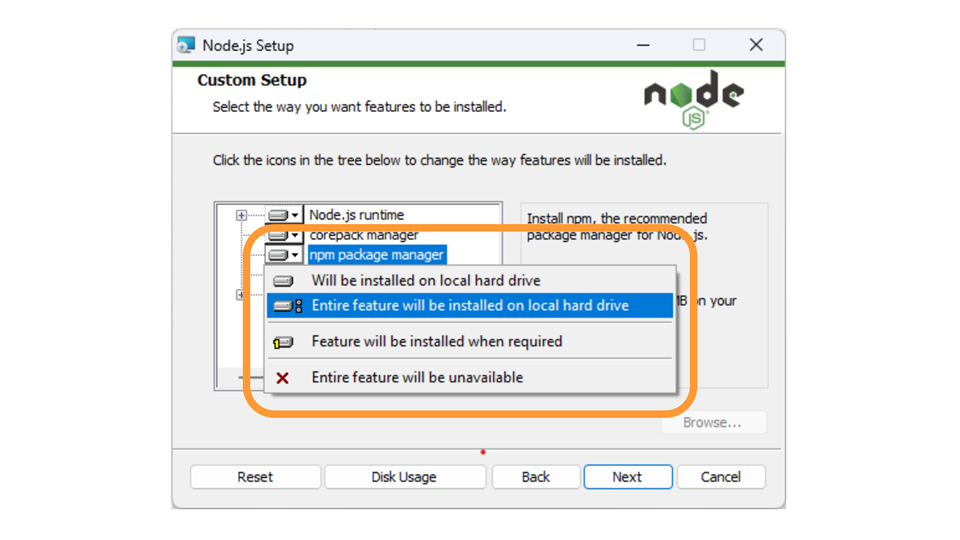 Node.js Setup
Custom Setup
Select the way you want features to be installed.
node
JS
Click the icons in the tree below to change the way features will be installed.
Node.js runtime
corepack manager
npm package manager
Install npm, the recommended
package manager for Node.js.
Will be installed on local hard drive
Entire feature will be installed on local hard drive
MB on your
Feature will be installed when required
Entire feature will be unavailable
Browse...
Reset
Disk Usage
Back
Next
Cancel